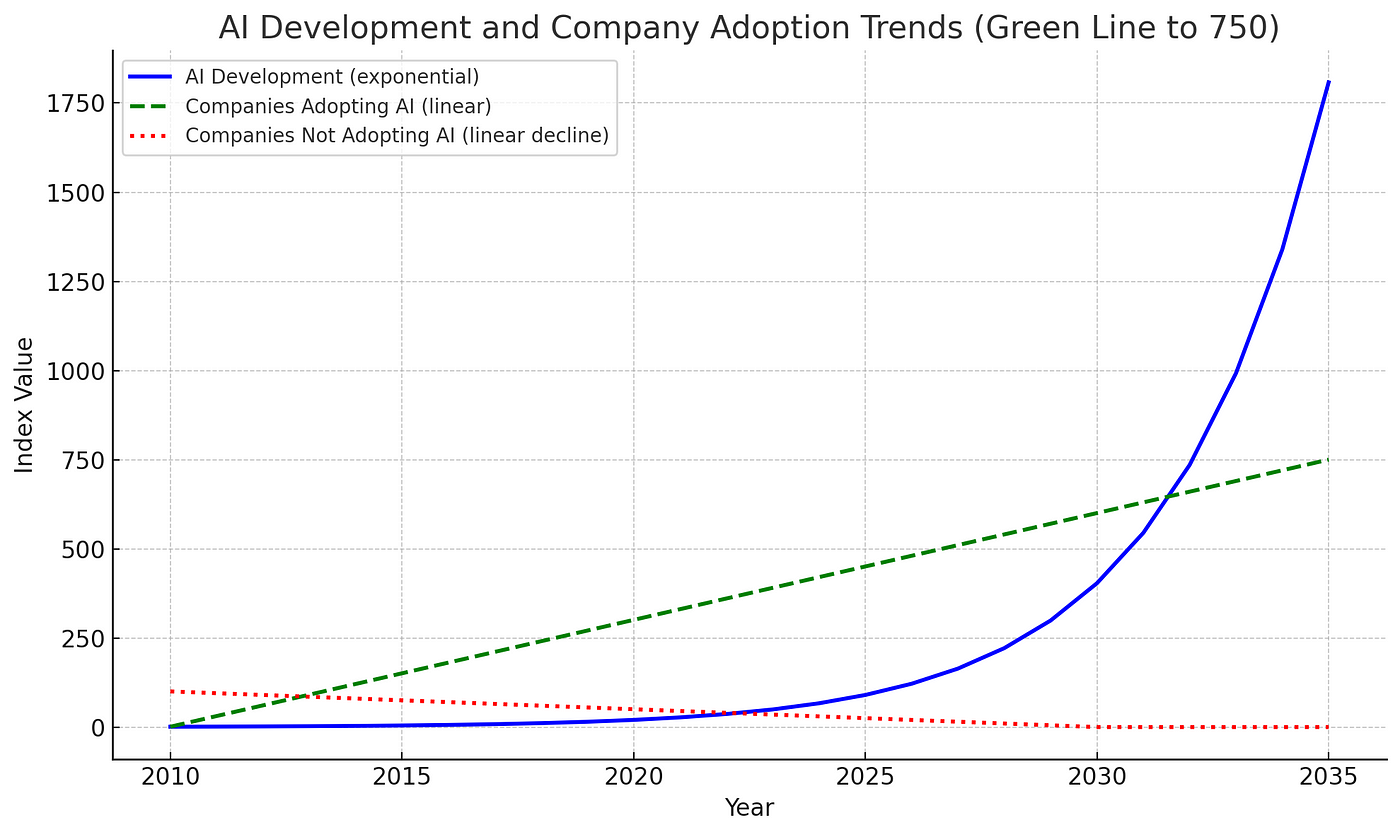 AI Development and Company Adoption Trends (Green Line to 750)
AI Development (exponential)
Companies Adopting AI (linear)
Companies Not Adopting AI (linear decline)
Index Value
1750
1500
1250
1000
750
500
250
0
2010 2015 2020 2025 2030 2035
Year